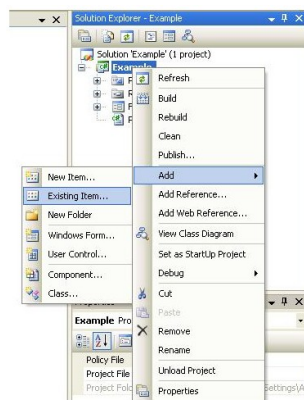 Solution Explorer - Example
Solution 'Example' (1 project)
Example
Refresh
Build
Rebuild
Clean
Publish...
Add
Add Reference...
Add Web Reference...
View Class Diagram
Set as StartUp Project
Debug
Cut
Paste
Remove
Rename
Unload Project
Properties
New Item...
Existing Item...
New Folder
Windows Form...
User Control...
Component...
Class...
Example Pro
Policy File
Project File
Project Fold
Settings\A